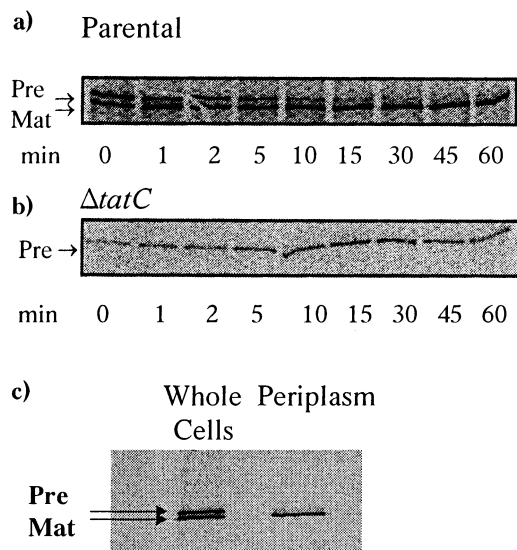 a) Parental
Pre
Mat
min 0 1 2 5 10 15 30 45 60
b) ΔtatC
Pre →
min 0 1 2 5 10 15 30 45 60
c)
Whole Cells
Periplasm
Pre
Mat